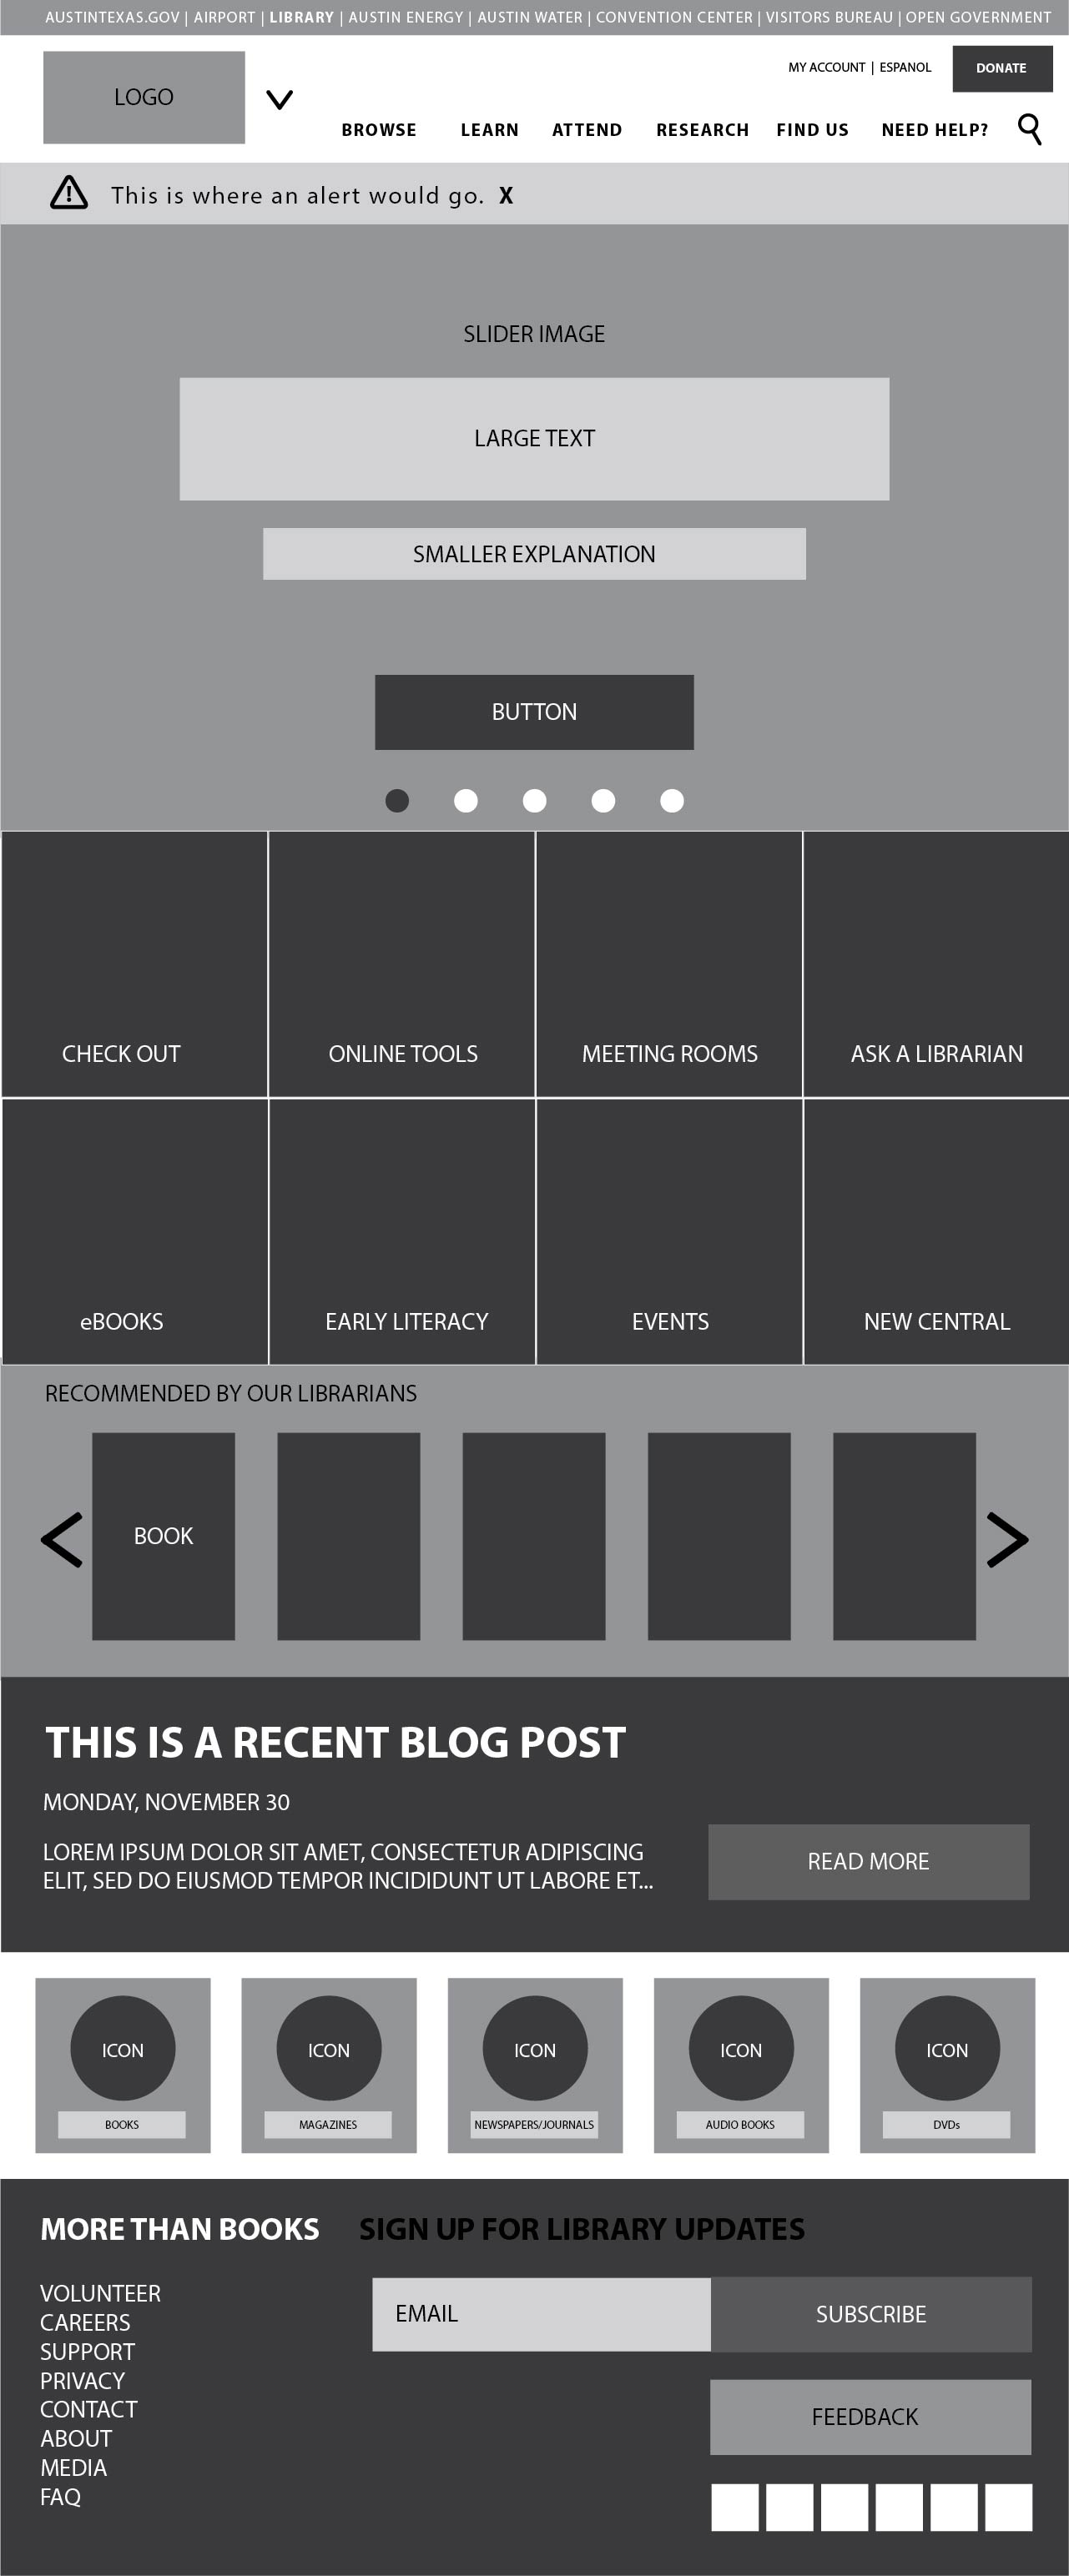 AUSTINTEXAS.GOV | AIRPORT | LIBRARY | AUSTIN ENERGY | AUSTIN WATER | CONVENTION CENTER | VISITORS BUREAU | OPEN GOVERNMENT
LOGO
MY ACCOUNT | ESPANOL
DONATE
BROWSE LEARN ATTEND RESEARCH FIND US NEED HELP?
This is where an alert would go. X
SLIDER IMAGE
LARGE TEXT
SMALLER EXPLANATION
BUTTON
CHECK OUT
ONLINE TOOLS
MEETING ROOMS
ASK A LIBRARIAN
eBOOKS
EARLY LITERACY
EVENTS
NEW CENTRAL
RECOMMENDED BY OUR LIBRARIANS
BOOK
THIS IS A RECENT BLOG POST
MONDAY, NOVEMBER 30
LOREM IPSUM DOLOR SIT AMET, CONSECTETUR ADIPISCING
ELIT, SED DO EIUSMOD TEMPOR INCIDIDUNT UT LABORE ET...
READ MORE
ICON
BOOKS
ICON
MAGAZINES
ICON
NEWSPAPERS/JOURNALS
ICON
AUDIO BOOKS
ICON
DVDs
MORE THAN BOOKS
VOLUNTEER
CAREERS
SUPPORT
PRIVACY
CONTACT
ABOUT
MEDIA
FAQ
SIGN UP FOR LIBRARY UPDATES
EMAIL
SUBSCRIBE
FEEDBACK